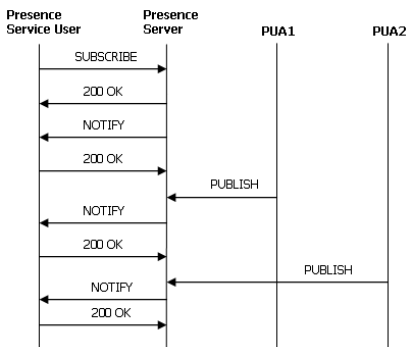 Presence Service User
Presence Server
PUA1
PUA2
SUBSCRIBE
200 OK
NOTIFY
200 OK
PUBLISH
NOTIFY
200 OK
PUBLISH
NOTIFY
200 OK